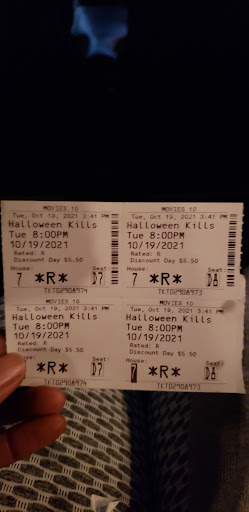 MOVIES 10
Tue, Oct 19, 2021 3:41 PM
Halloween Kills
Tue 8:00PM
10/19/2021
Rated: R
Discount Day $5.50
House: Seat:
7 *R* D7
TKT02908974
MOVIES 10
Tue, Oct 19, 2021 3:41 PM
Halloween Kills
Tue 8:00PM
10/19/2021
Rated: R
Discount Day $5.50
House: Seat:
7 *R* D8
TKT02908973
MOVIES 10
Tue, Oct 19, 2021 3:41 PM
Halloween Kills
Tue 8:00PM
10/19/2021
Rated: R
Discount Day $5.50
Seat:
*R* D7
TKT02908974
MOVIES 10
Tue, Oct 19, 2021 3:41 PM
Halloween Kills
Tue 8:00PM
10/19/2021
Rated: R
Discount Day $5.50
House: Seat:
7 *R* D8
TKT02908973